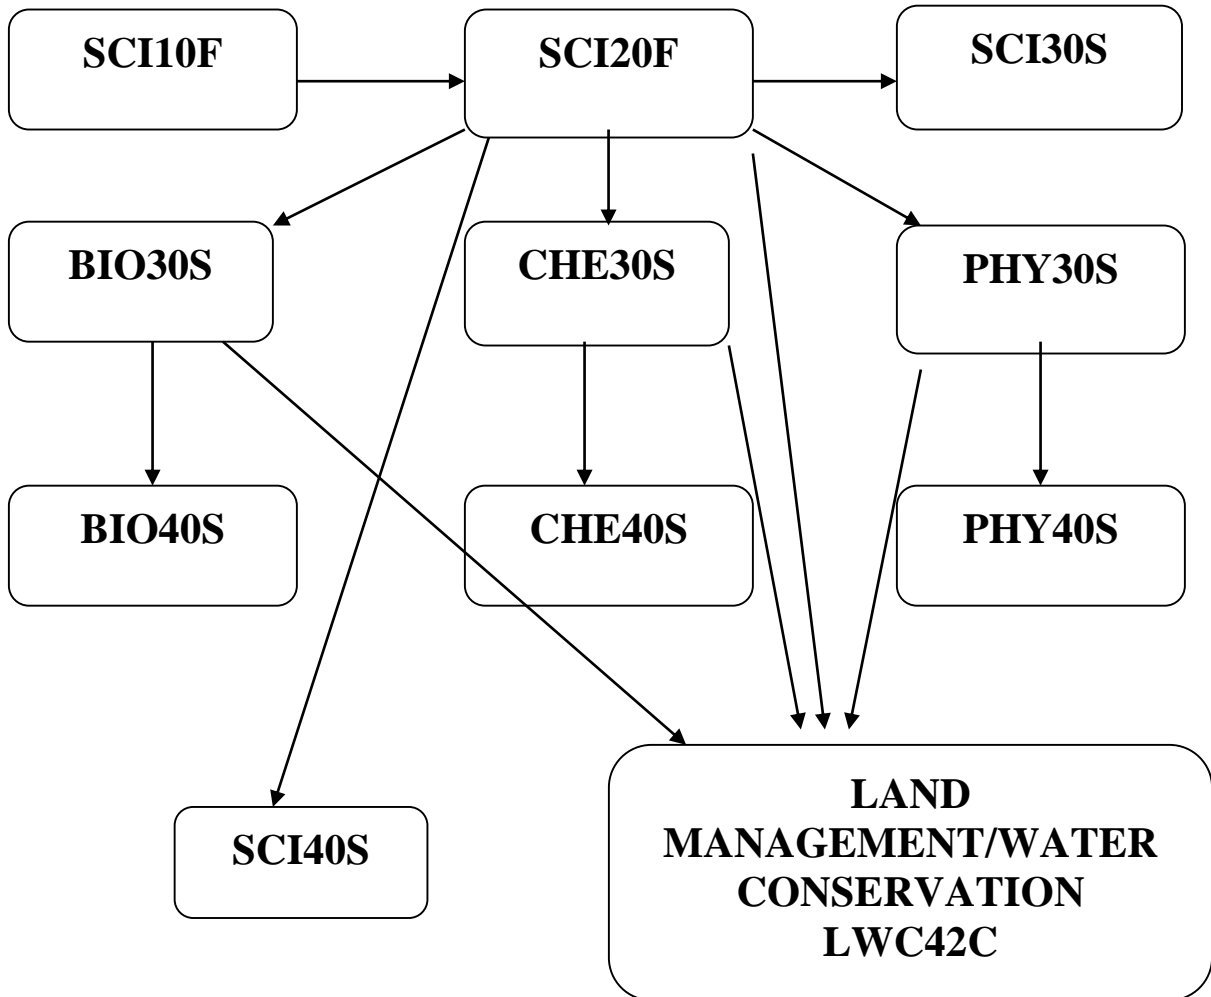 SCI10F
SCI20F
SCI30S
BIO30S
CHE30S
PHY30S
BIO40S
CHE40S
PHY40S
SCI40S
LAND
MANAGEMENT/WATER
CONSERVATION
LWC42C